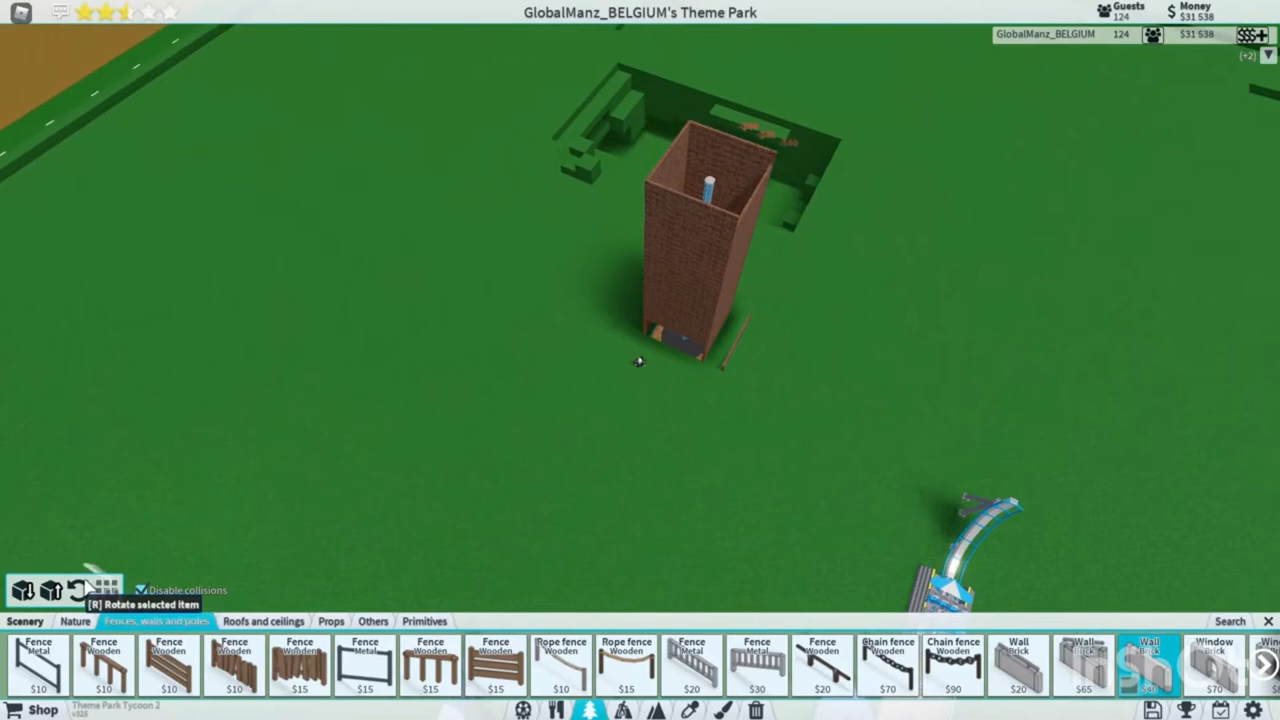 GlobalManz_BELGIUM's Theme Park
Guests
124
Money
$31 538
GlobalManz_BELGIUM 124 $31 538 $$$+
(+2)
Disable collisions
[R] Rotate selected item
Scenery Nature Fences, walls and poles Roofs and ceilings Props Others Primitives Search
Fence Metal $10
Fence Wooden $10
Fence Wooden $10
Fence Wooden $10
Fence Wooden $15
Fence Metal $15
Fence Wooden $15
Fence Wooden $15
Rope fence Wooden $10
Rope fence Wooden $15
Fence Metal $20
Fence Metal $30
Fence Wooden $20
Chain fence Wooden $70
Chain fence Wooden $90
Wall Brick $20
Wall Brick $65
Wall Brick $40
Window Brick $70
InShOt
Shop
Theme Park Tycoon 2